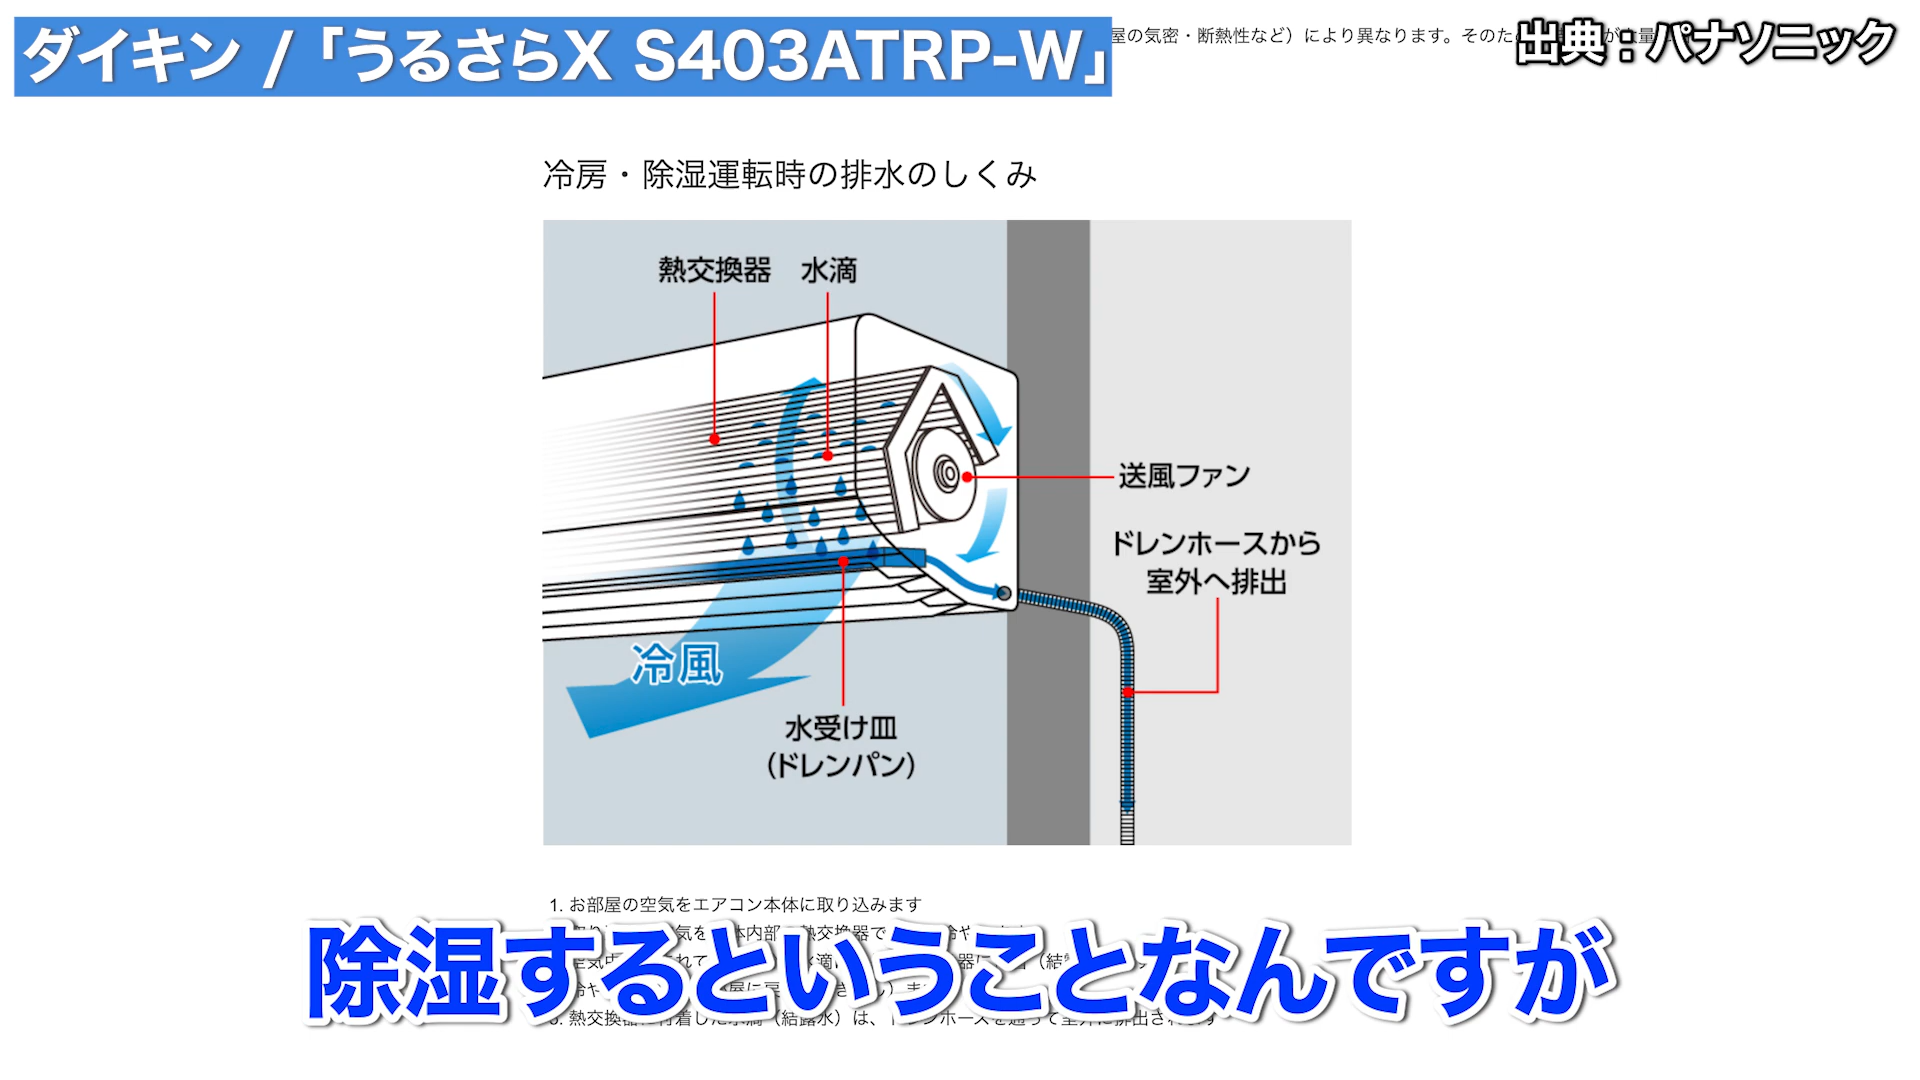 ダイキン /「うるさらX S403ATRP-W」
屋の気密・断熱性など）により異なります。そのた
出典：パナソニック
冷房・除湿運転時の排水のしくみ
熱交換器 水滴
送風ファン
ドレンホースから
室外へ排出
冷風
水受け皿
(ドレンパン)
1. お部屋の空気をエアコン本体に取り込みます
除湿するということなんですが